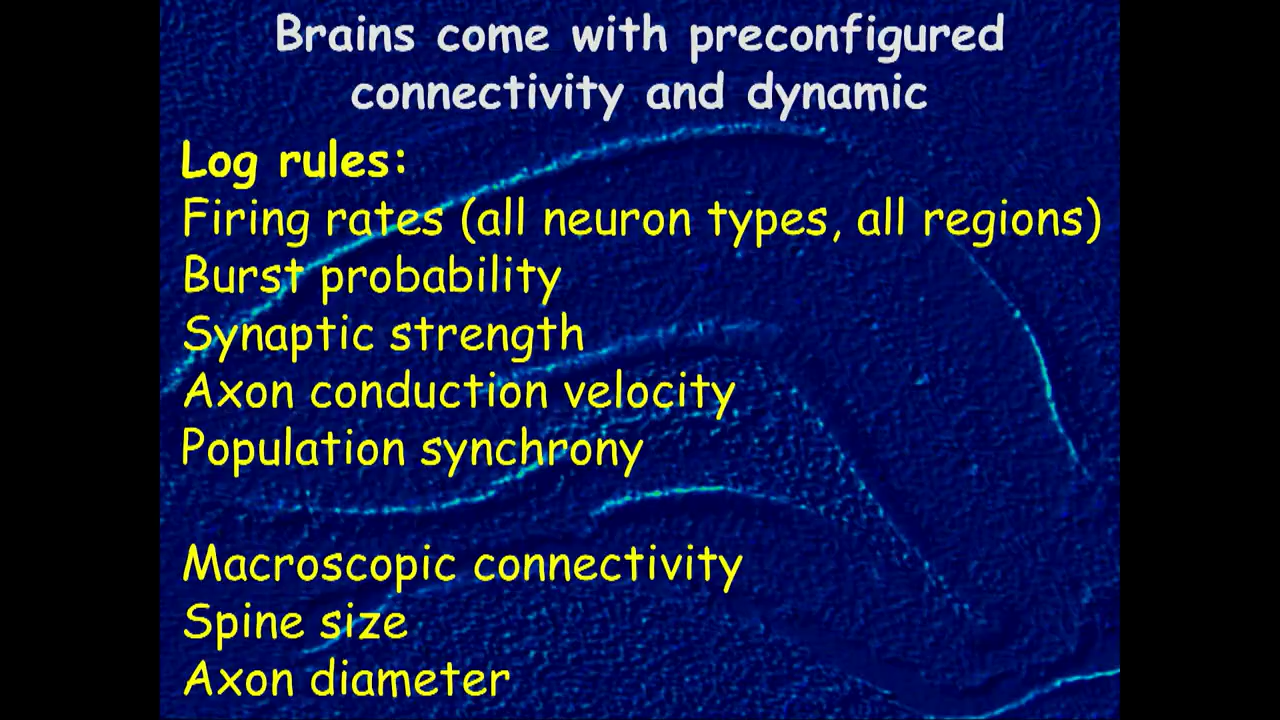 Brains come with preconfigured
connectivity and dynamic
Log rules:
Firing rates (all neuron types, all regions)
Burst probability
Synaptic strength
Axon conduction velocity
Population synchrony
Macroscopic connectivity
Spine size
Axon diameter